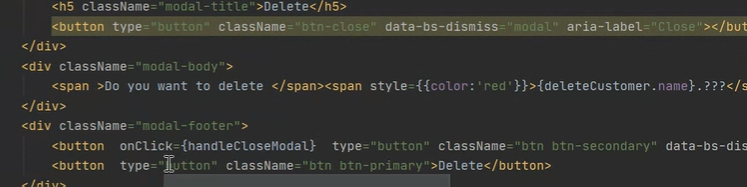 <h5 className="modal-title">Delete</h5>
<button type="button" className="btn-close" data-bs-dismiss="modal" aria-label="Close"></but
</div>
<div className="modal-body">
<span >Do you want to delete </span><span style={{color:'red'}}>{deleteCustomer.name}.???</s
</div>
<div className="modal-footer">
<button  onClick={handleCloseModal}  type="button" className="btn btn-secondary" data-bs-dis
<button  type="button" className="btn btn-primary">Delete</button>
</div>